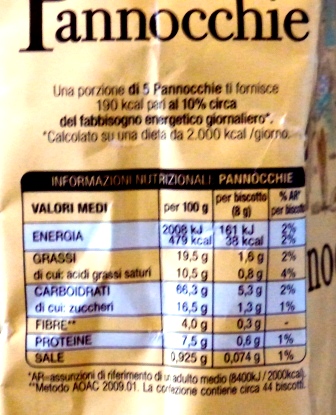 Pannocchie
Una porzione di 5 Pannocchie ti fornisce
190 kcal pari al 10% circa
del fabbisogno energetico giornaliero*.
*Calcolato su una dieta da 2.000 kcal /giorno.
INFORMAZIONI NUTRIZIONALI PANNOCCHIE
VALORI MEDI per 100 g per biscotto (8 g) % AR* per biscotto
ENERGIA 2008 kJ 161 kJ 2%
479 kcal 38 kcal 2%
GRASSI 19,5 g 1,6 g 2%
di cui: acidi grassi saturi 10,5 g 0,8 g 4%
CARBOIDRATI 66,3 g 5,3 g 2%
di cui: zuccheri 16,5 g 1,3 g 1%
FIBRE** 4,0 g 0,3 g -
PROTEINE 7,5 g 0,6 g 1%
SALE 0,925 g 0,074 g 1%
*AR=assunzioni di riferimento di un adulto medio (8400kJ / 2000kcal)
**Metodo AOAC 2009.01. La confezione contiene circa 44 biscotti.
no